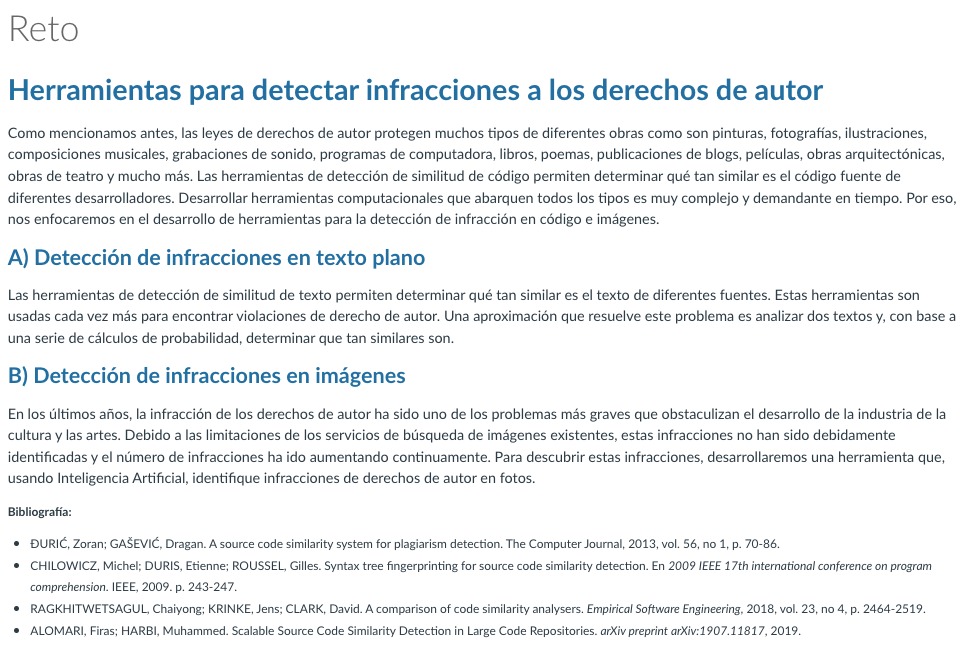 Reto
Herramientas para detectar infracciones a los derechos de autor
Como mencionamos antes, las leyes de derechos de autor protegen muchos tipos de diferentes obras como son pinturas, fotografías, ilustraciones,
composiciones musicales, grabaciones de sonido, programas de computadora, libros, poemas, publicaciones de blogs, películas, obras arquitectónicas,
obras de teatro y mucho más. Las herramientas de detección de similitud de código permiten determinar qué tan similar es el código fuente de
diferentes desarrolladores. Desarrollar herramientas computacionales que abarquen todos los tipos es muy complejo y demandante en tiempo. Por eso,
nos enfocaremos en el desarrollo de herramientas para la detección de infracción en código e imágenes.
A) Detección de infracciones en texto plano
Las herramientas de detección de similitud de texto permiten determinar qué tan similar es el texto de diferentes fuentes. Estas herramientas son
usadas cada vez más para encontrar violaciones de derecho de autor. Una aproximación que resuelve este problema es analizar dos textos y, con base a
una serie de cálculos de probabilidad, determinar que tan similares son.
B) Detección de infracciones en imágenes
En los últimos años, la infracción de los derechos de autor ha sido uno de los problemas más graves que obstaculizan el desarrollo de la industria de la
cultura y las artes. Debido a las limitaciones de los servicios de búsqueda de imágenes existentes, estas infracciones no han sido debidamente
identificadas y el número de infracciones ha ido aumentando continuamente. Para descubrir estas infracciones, desarrollaremos una herramienta que,
usando Inteligencia Artificial, identifique infracciones de derechos de autor en fotos.
Bibliografía:
• ĐURIĆ, Zoran; GAŠEVIĆ, Dragan. A source code similarity system for plagiarism detection. The Computer Journal, 2013, vol. 56, no 1, p. 70-86.
• CHILOWICZ, Michel; DURIS, Etienne; ROUSSEL, Gilles. Syntax tree fingerprinting for source code similarity detection. En 2009 IEEE 17th international conference on program
comprehension. IEEE, 2009. p. 243-247.
• RAGKHITWETSAGUL, Chaiyong; KRINKE, Jens; CLARK, David. A comparison of code similarity analysers. Empirical Software Engineering, 2018, vol. 23, no 4, p. 2464-2519.
• ALOMARI, Firas; HARBI, Muhammed. Scalable Source Code Similarity Detection in Large Code Repositories. arXiv preprint arXiv:1907.11817, 2019.